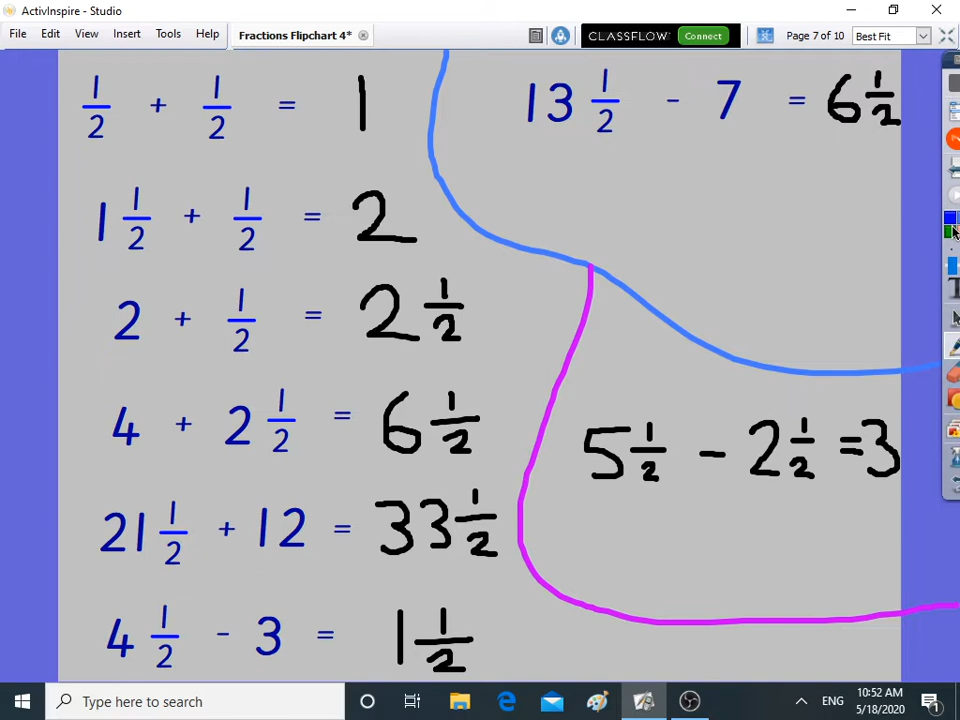 ActivInspire - Studio
File Edit View Insert Tools Help
Fractions Flipchart 4*
CLASSFLOW Connect
Page 7 of 10
Best Fit
1/2 + 1/2 = 1
1 1/2 + 1/2 = 2
2 + 1/2 = 2 1/2
4 + 2 1/2 = 6 1/2
21 1/2 + 12 = 33 1/2
4 1/2 - 3 = 1 1/2
13 1/2 - 7 = 6 1/2
5 1/2 - 2 1/2 = 3
Type here to search
ENG
10:52 AM
5/18/2020
1